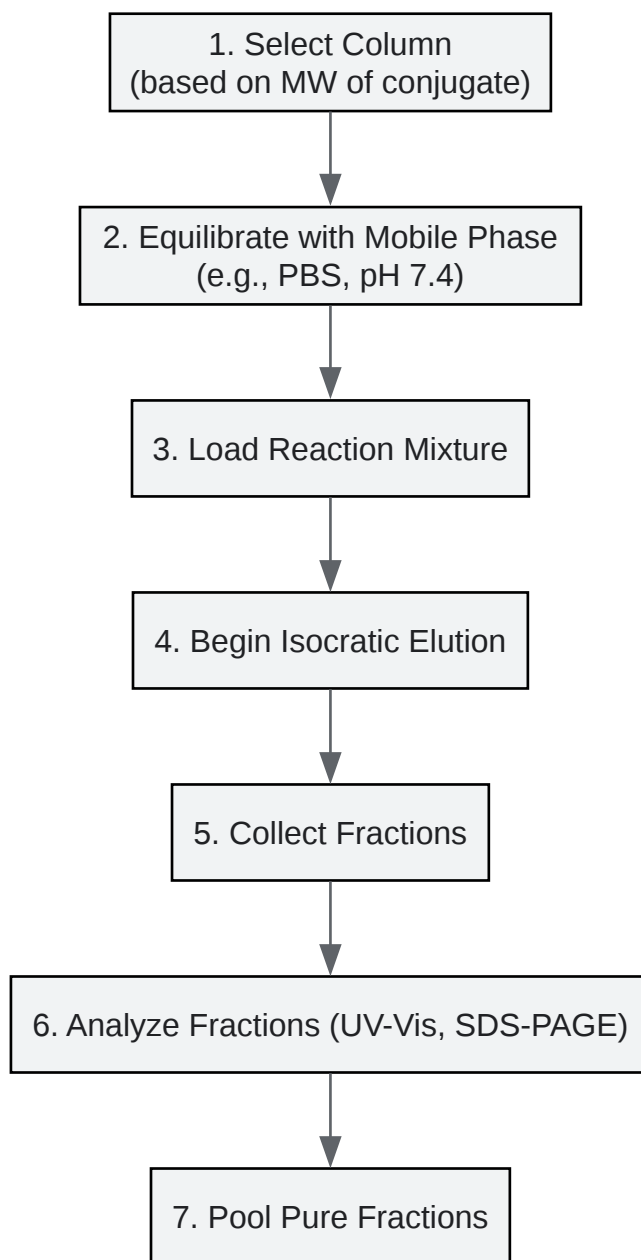 1. Select Column
(based on MW of conjugate)
2. Equilibrate with Mobile Phase
(e.g., PBS, pH 7.4)
3. Load Reaction Mixture
4. Begin Isocratic Elution
5. Collect Fractions
6. Analyze Fractions (UV-Vis, SDS-PAGE)
7. Pool Pure Fractions